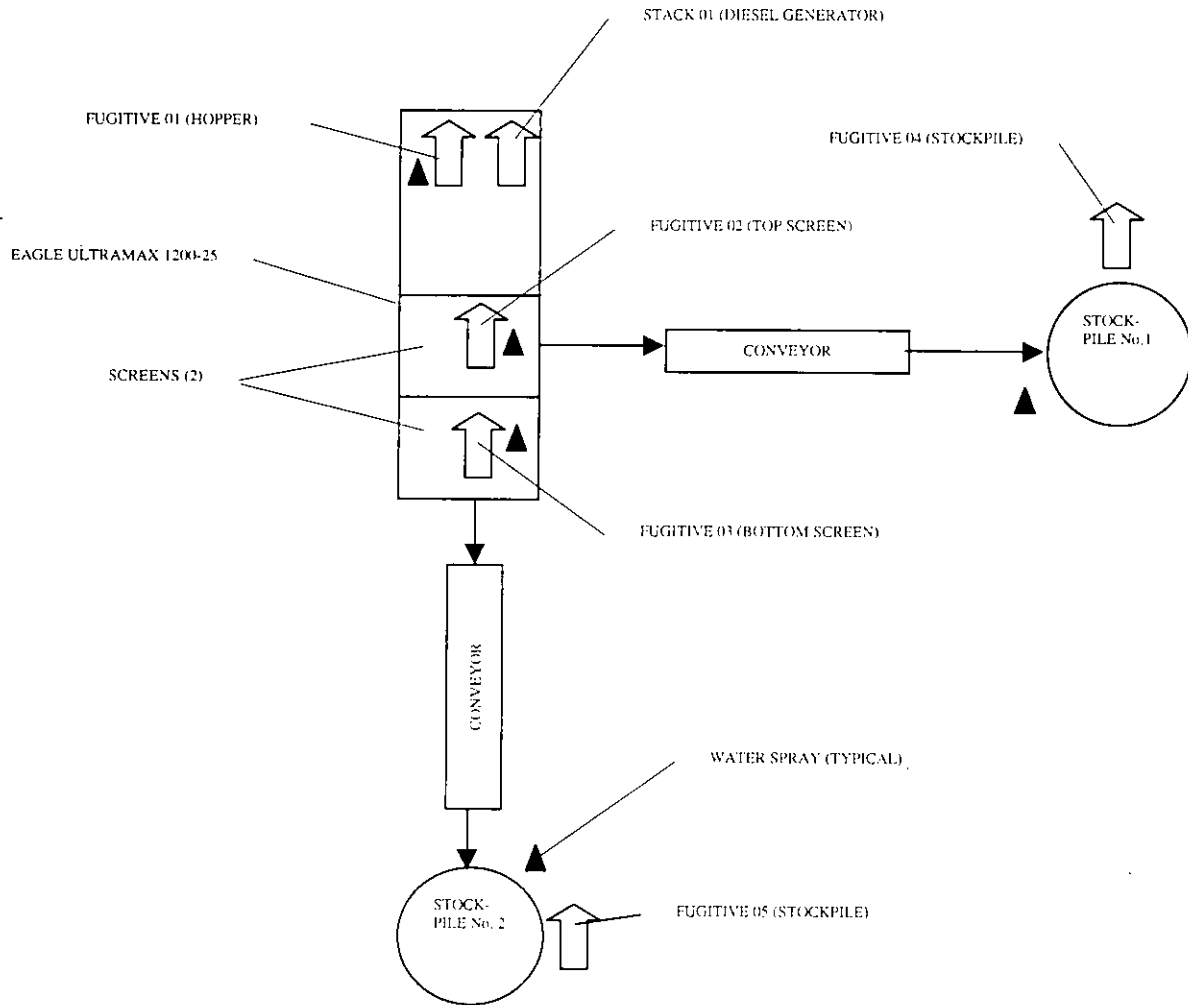 STACK 01 (DIESEL GENERATOR)
FUGITIVE 01 (HOPPER)
FUGITIVE 04 (STOCKPILE)
FUGITIVE 02 (TOP SCREEN)
EAGLE ULTRAMAX 1200-25
STOCK-
PILE No.1
CONVEYOR
SCREENS (2)
FUGITIVE 03 (BOTTOM SCREEN)
CONVEYOR
WATER SPRAY (TYPICAL)
STOCK-
PILE No. 2
FUGITIVE 05 (STOCKPILE)